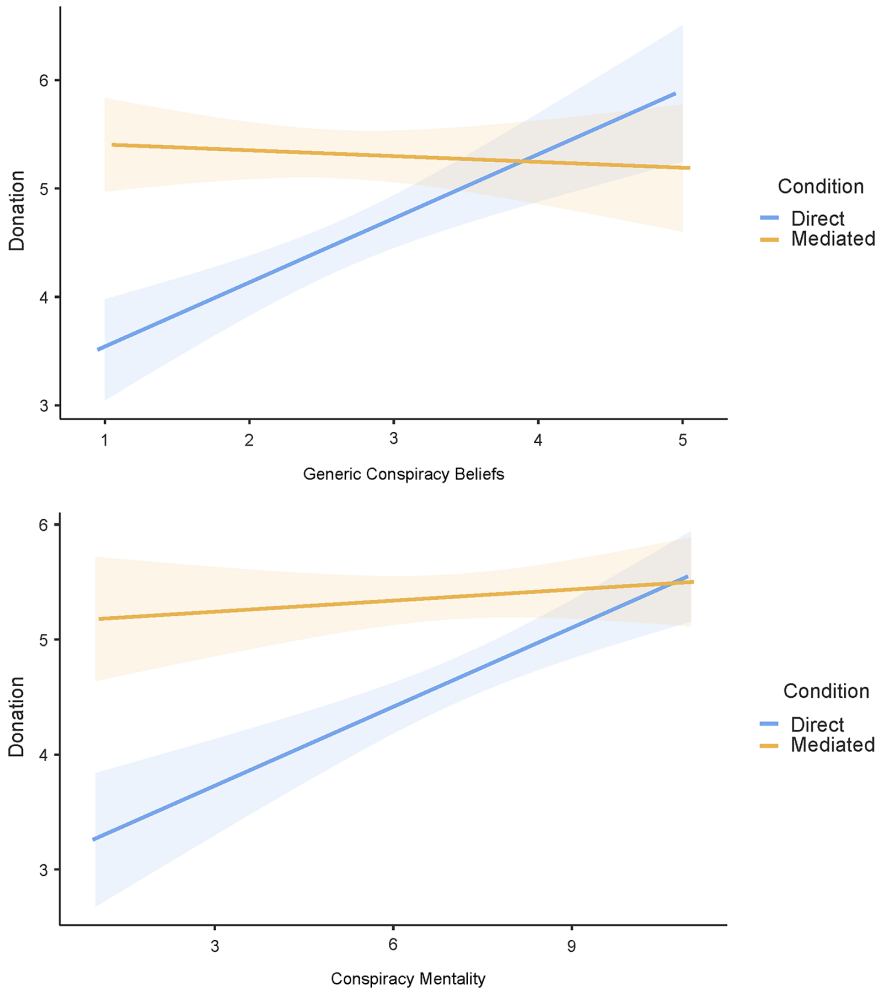 6
5
4
3
Donation
1 2 3 4 5
Generic Conspiracy Beliefs
Condition
Direct
Mediated
6
5
4
3
Donation
3 6 9
Conspiracy Mentality
Condition
Direct
Mediated